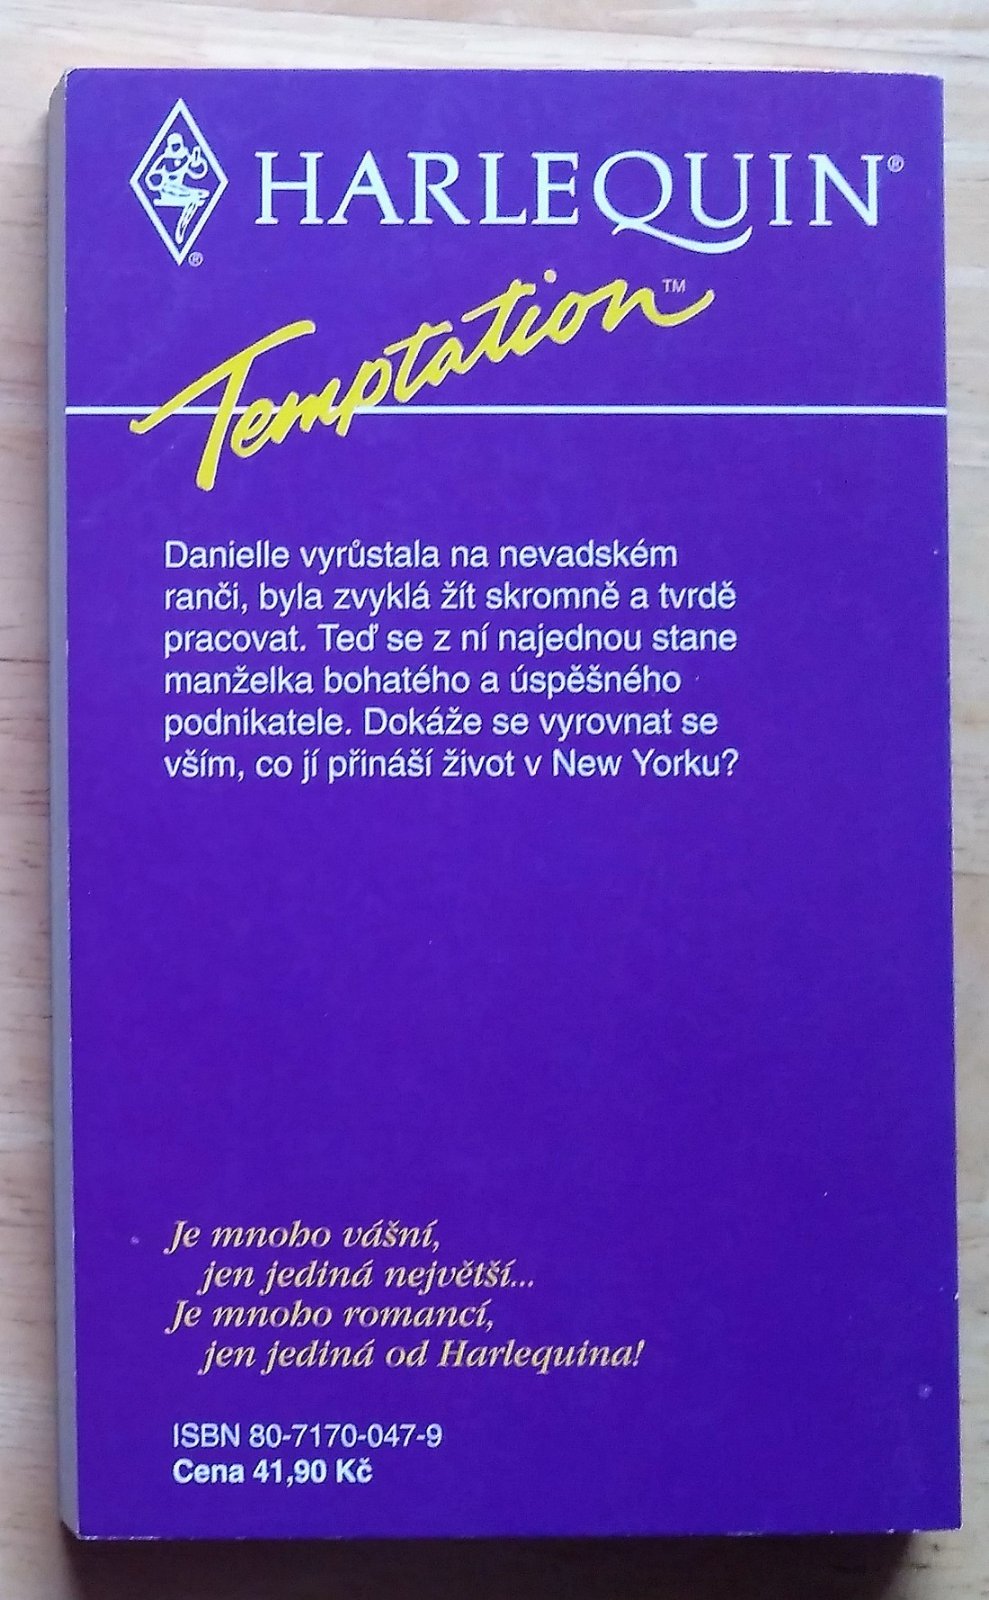 HARLEQUIN®
®
Temptation™
Danielle vyrůstala na nevadském
ranči, byla zvyklá žít skromně a tvrdě
pracovat. Teď se z ní najednou stane
manželka bohatého a úspěšného
podnikatele. Dokáže se vyrovnat se
vším, co jí přináší život v New Yorku?
Je mnoho vášní,
jen jediná největší...
Je mnoho romancí,
jen jediná od Harlequina!
ISBN 80-7170-047-9
Cena 41,90 Kč